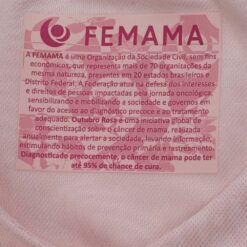 FEMAMA
A FEMAMA é uma Organização da Sociedade Civil, sem fins
econômicos, que representa mais de 70 organizações da
mesma natureza, presentes em 20 estados brasileiros e
Distrito Federal. A Federação atua na defesa dos interesses
e direitos de pessoas impactadas pela jornada oncológica,
sensibilizando e mobilizando a sociedade e governos em
favor do acesso ao diagnóstico precoce e ao tratamento
adequado. Outubro Rosa é uma iniciativa global de
conscientização sobre o câncer de mama, realizada
anualmente para alertar a sociedade, levando informação,
estimulando hábitos de prevenção primária e rastreamento.
Diagnosticado precocemente, o câncer de mama pode ter
até 95% de chance de cura.